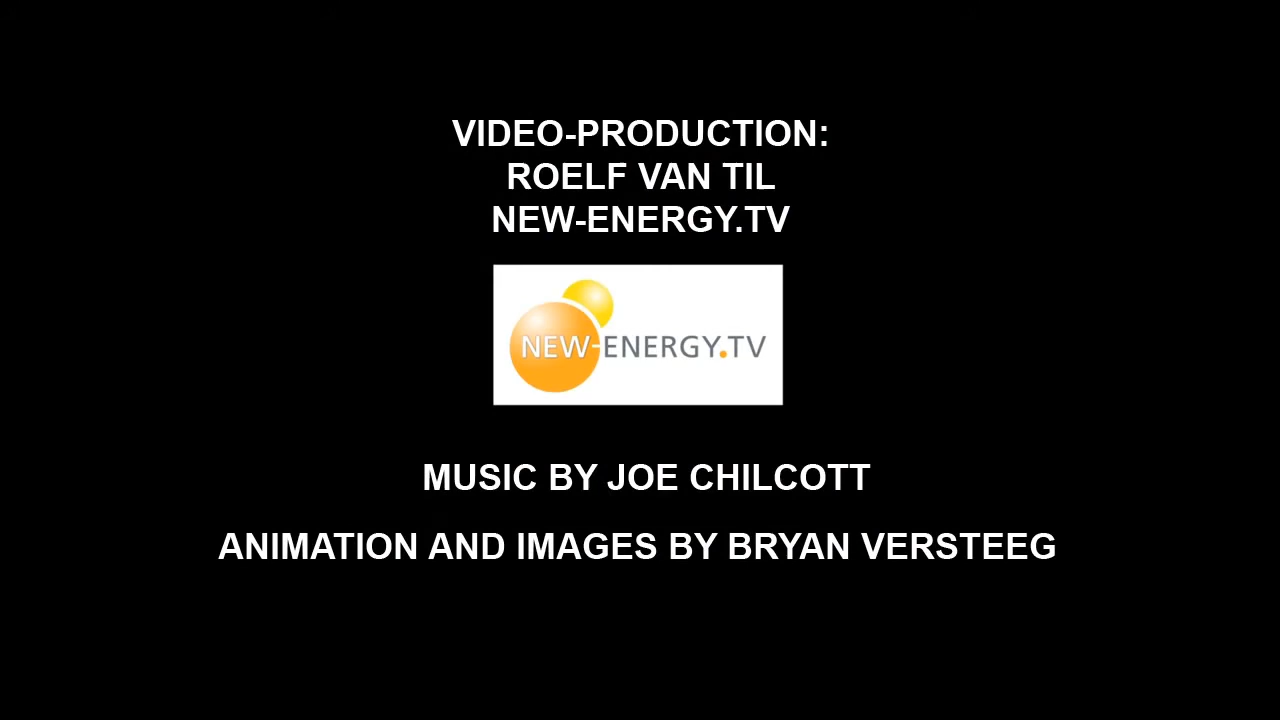 VIDEO-PRODUCTION:
ROELF VAN TIL
NEW-ENERGY.TV
NEW-ENERGY.TV
MUSIC BY JOE CHILCOTT
ANIMATION AND IMAGES BY BRYAN VERSTEEG